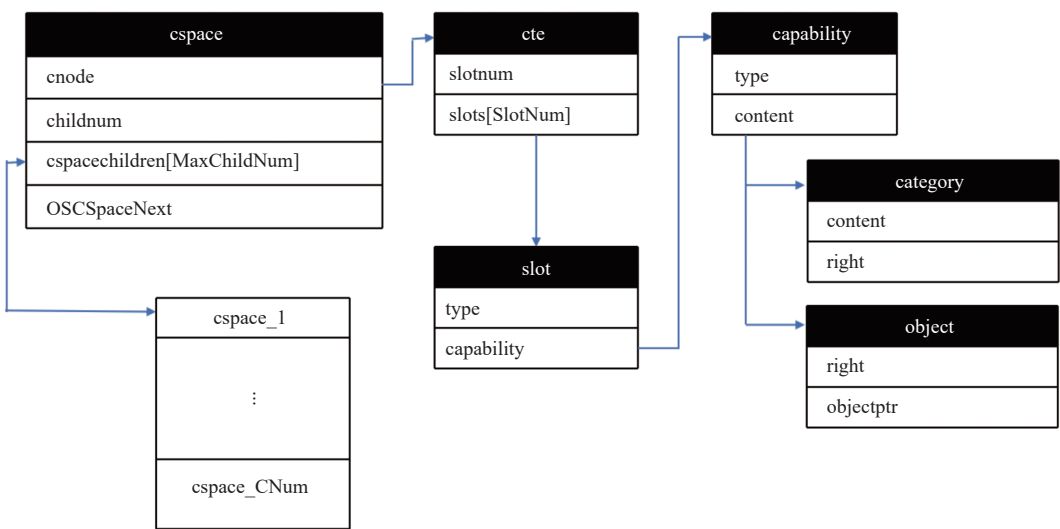 cspace
cnode
childnum
cspacechildren[MaxChildNum]
OSCSpaceNext
cspace_1
⋮
cspace_CNum
cte
slotnum
slots[SlotNum]
slot
type
capability
capability
type
content
category
content
right
object
right
objectptr